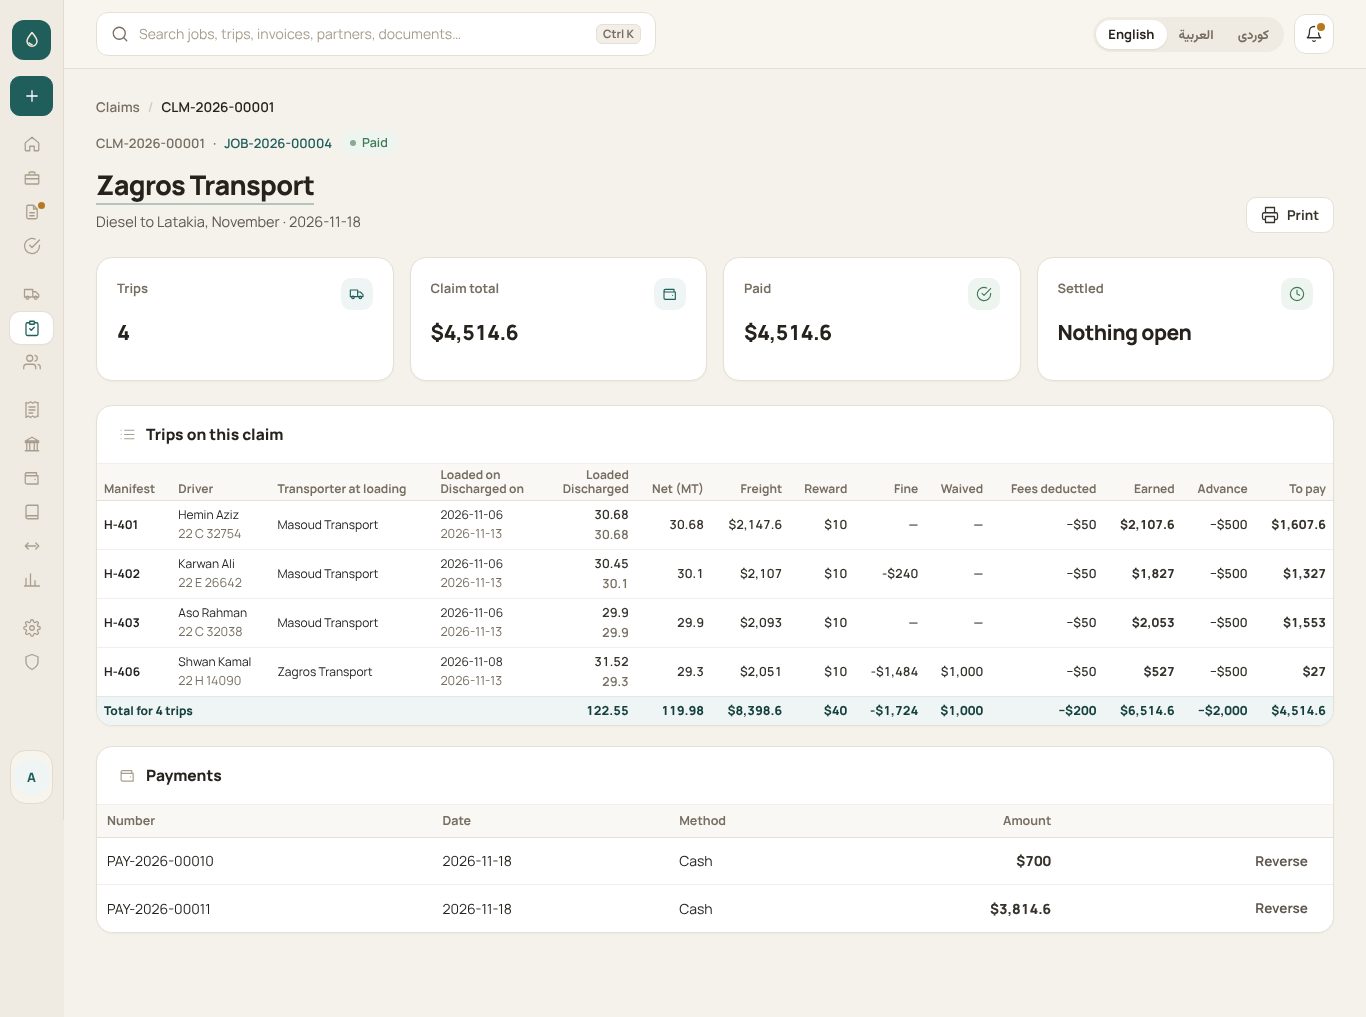 Search jobs, trips, invoices, partners, documents...
Ctrl K
English
العربية
کوردی
Claims / CLM-2026-00001
CLM-2026-00001 · JOB-2026-00004 Paid
Zagros Transport
Diesel to Latakia, November · 2026-11-18
Print
Trips
4
Claim total
$4,514.6
Paid
$4,514.6
Settled
Nothing open
Trips on this claim
Manifest Driver Transporter at loading Loaded on Discharged on Loaded Discharged Net (MT) Freight Reward Fine Waived Fees deducted Earned Advance To pay
H-401 Hemin Aziz 22 C 32754 Masoud Transport 2026-11-06 2026-11-13 30.68 30.68 30.68 $2,147.6 $10 — — −$50 $2,107.6 −$500 $1,607.6
H-402 Karwan Ali 22 E 26642 Masoud Transport 2026-11-06 2026-11-13 30.45 30.1 30.1 $2,107 $10 -$240 — −$50 $1,827 −$500 $1,327
H-403 Aso Rahman 22 C 32038 Masoud Transport 2026-11-06 2026-11-13 29.9 29.9 29.9 $2,093 $10 — — −$50 $2,053 −$500 $1,553
H-406 Shwan Kamal 22 H 14090 Zagros Transport 2026-11-08 2026-11-13 31.52 29.3 29.3 $2,051 $10 -$1,484 $1,000 −$50 $527 −$500 $27
Total for 4 trips 122.55 119.98 $8,398.6 $40 -$1,724 $1,000 −$200 $6,514.6 −$2,000 $4,514.6
A
Payments
Number Date Method Amount
PAY-2026-00010 2026-11-18 Cash $700 Reverse
PAY-2026-00011 2026-11-18 Cash $3,814.6 Reverse